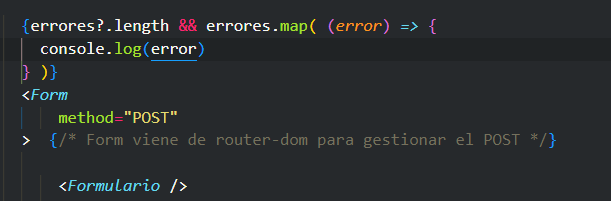 {errores?.length && errores.map( (error) => {
console.log(error)
} )}
<Form
method="POST"
> {/* Form viene de router-dom para gestionar el POST */}
<Formulario />